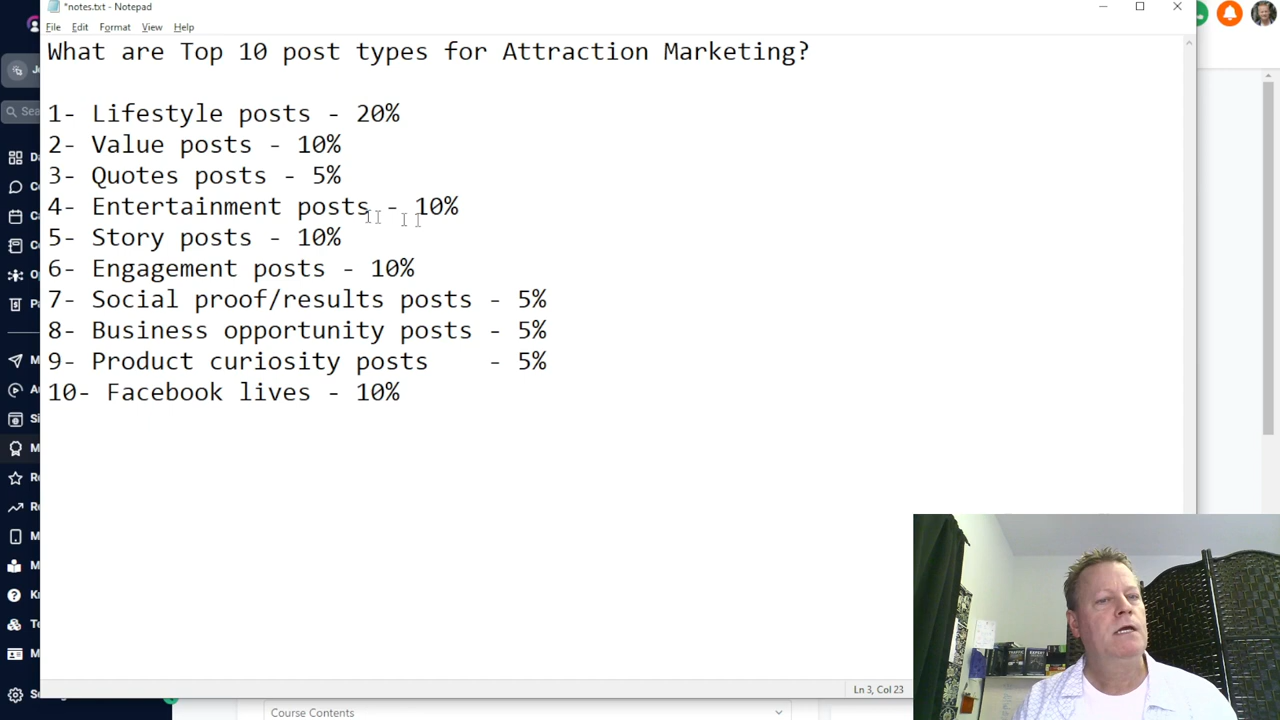 *notes.txt - Notepad
File Edit Format View Help
What are Top 10 post types for Attraction Marketing?
1- Lifestyle posts - 20%
2- Value posts - 10%
3- Quotes posts - 5%
4- Entertainment posts - 10%
5- Story posts - 10%
6- Engagement posts - 10%
7- Social proof/results posts - 5%
8- Business opportunity posts - 5%
9- Product curiosity posts - 5%
10- Facebook lives - 10%
Ln 3, Col 23
Course Contents